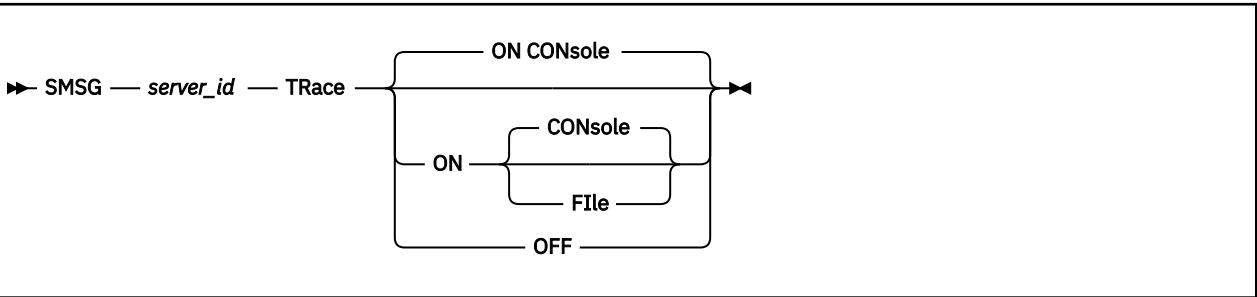 ON CONsole
SMSG server_id TRace
CONsole
ON
FIle
OFF